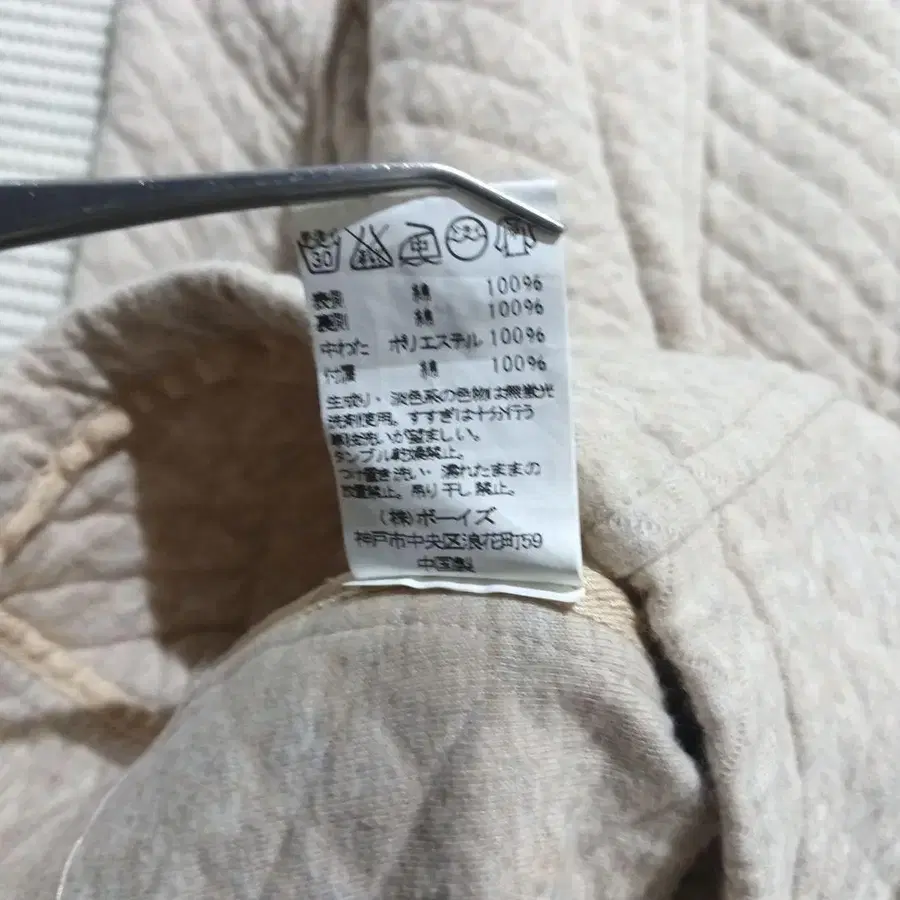 30 中
表側 綿 100%
裏側 綿 100%
中わた ポリエステル 100%
付属 綿 100%
生成り・淡色系の色物は無蛍光
洗剤使用。すすぎは十分行う
事
洗いが望ましい。
タンブル乾燥禁止。
つけ置き洗い・濡れたままの
放置禁止。吊り干し禁止。
(株)ボーイズ
神戸市中央区浪花町59
中国製